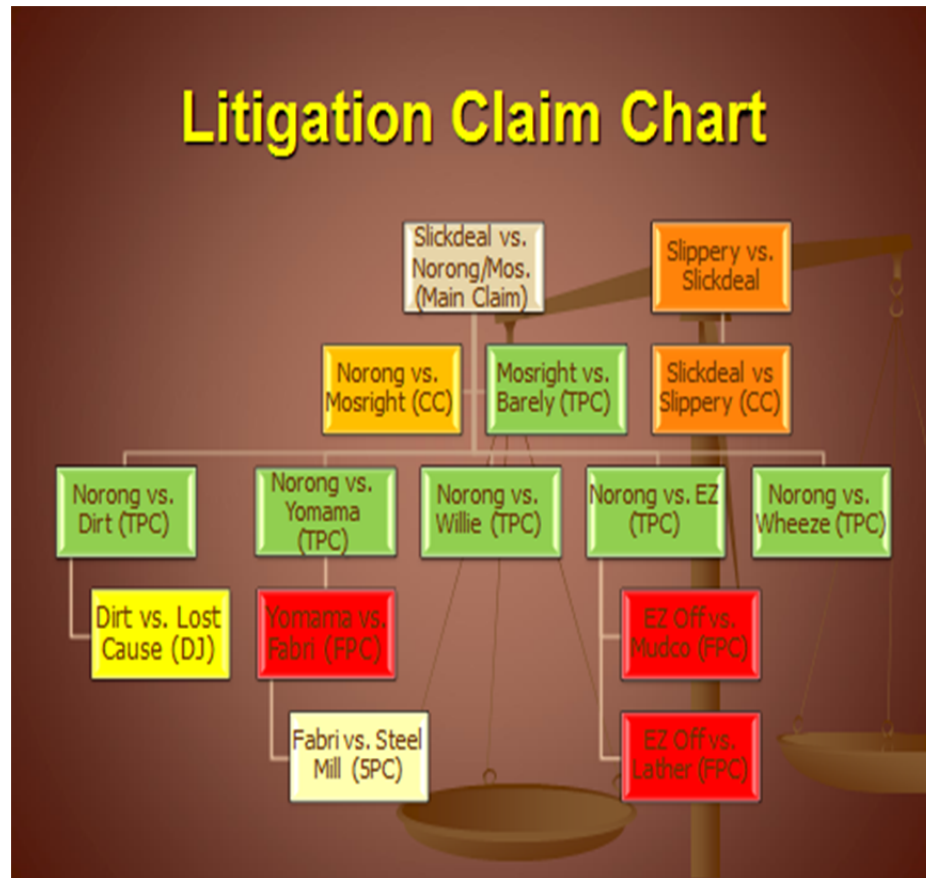 Litigation Claim Chart
Slickdeal vs.
Norong/Mos.
(Main Claim)
Slippery vs.
Slickdeal
Norong vs.
Mosright (CC)
Mosright vs.
Barely (TPC)
Slickdeal vs
Slippery (CC)
Norong vs.
Dirt (TPC)
Norong vs.
Yomama
(TPC)
Norong vs.
Willie (TPC)
Norong vs. EZ
(TPC)
Norong vs.
Wheeze (TPC)
Dirt vs. Lost
Cause (DJ)
Yomama vs.
Fabri (FPC)
EZ Off vs.
Mudco (FPC)
Fabri vs. Steel
Mill (5PC)
EZ Off vs.
Lather (FPC)